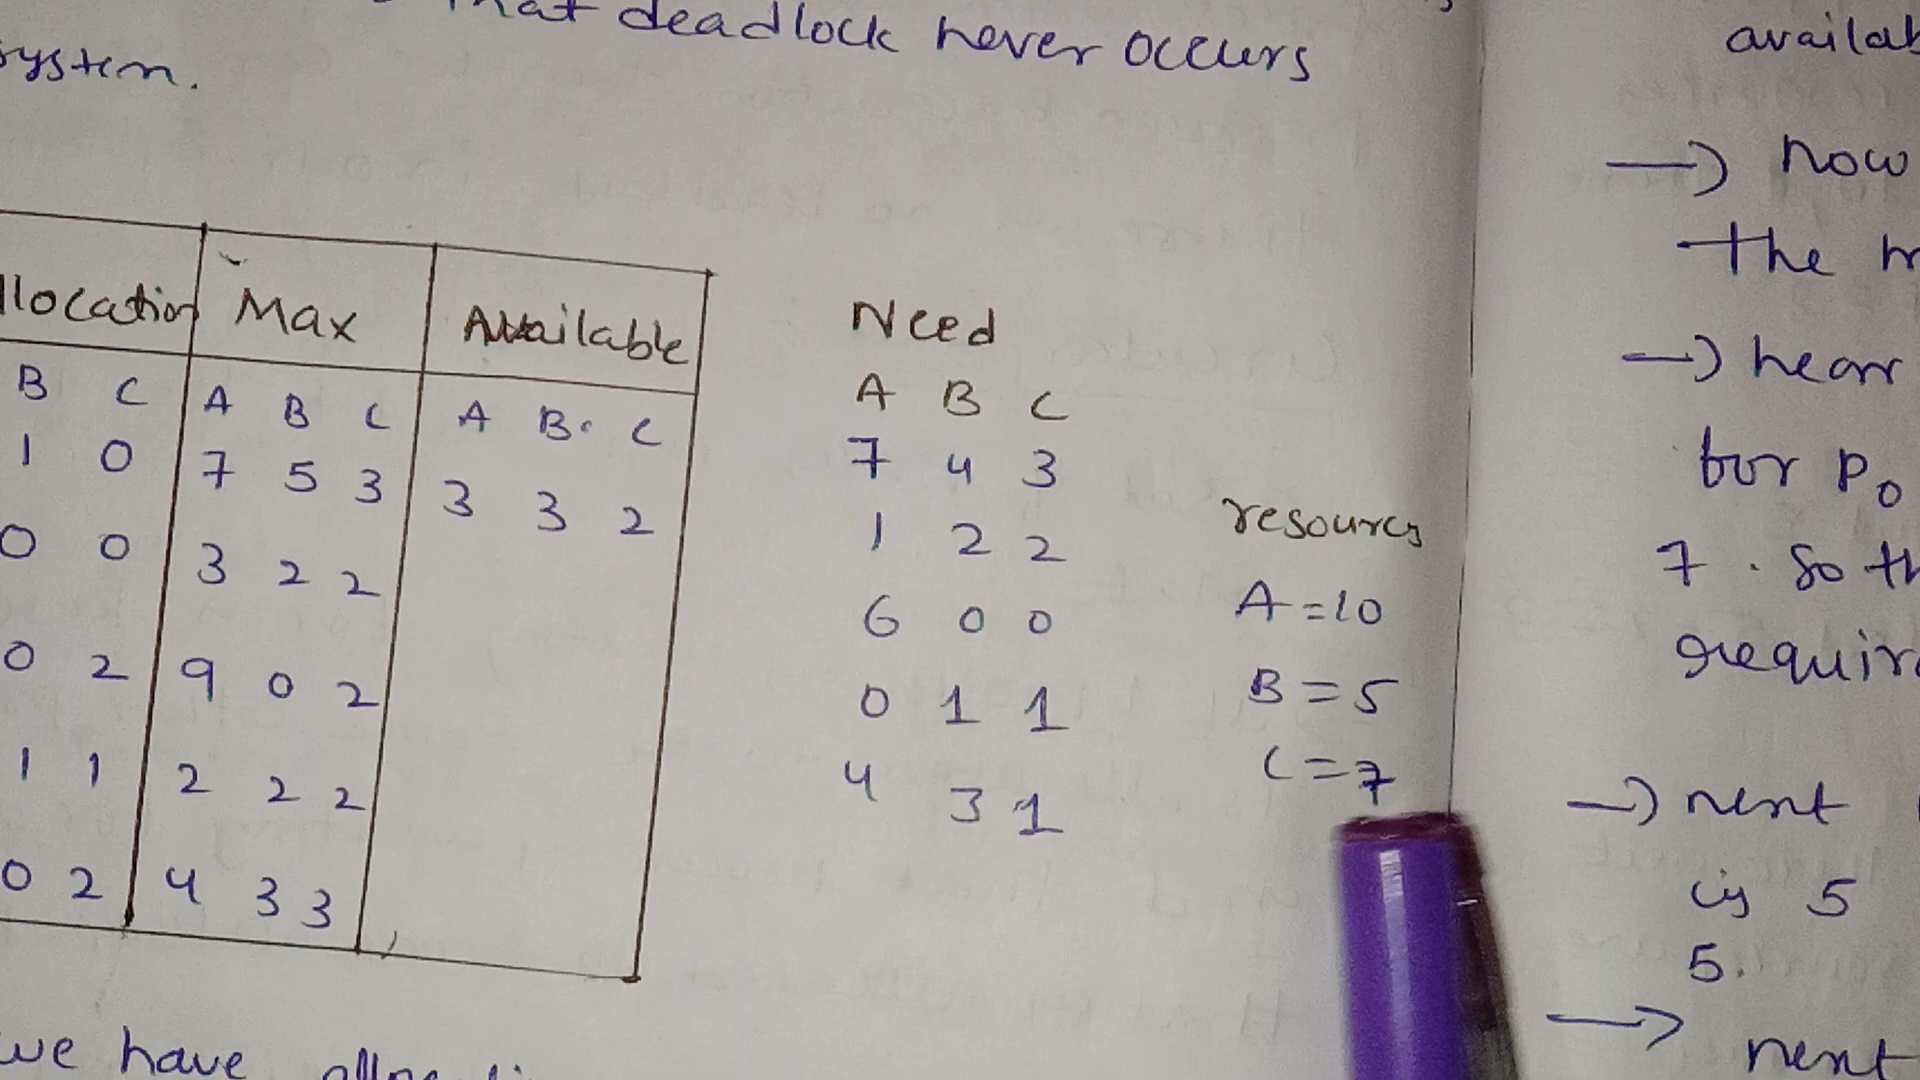 that deadlock never occurs
system.
llocation Max Available
B C A B C A B C
1 0 7 5 3 3 3 2
0 0 3 2 2
0 2 9 0 2
1 1 2 2 2
0 2 4 3 3
Need
A B C
7 4 3
1 2 2
6 0 0
0 1 1
4 3 1
resources
A = 10
B = 5
C = 7
we have
availab
→ now
the
→
for P0
7. so th
require
→ next
is 5
5.
→ next